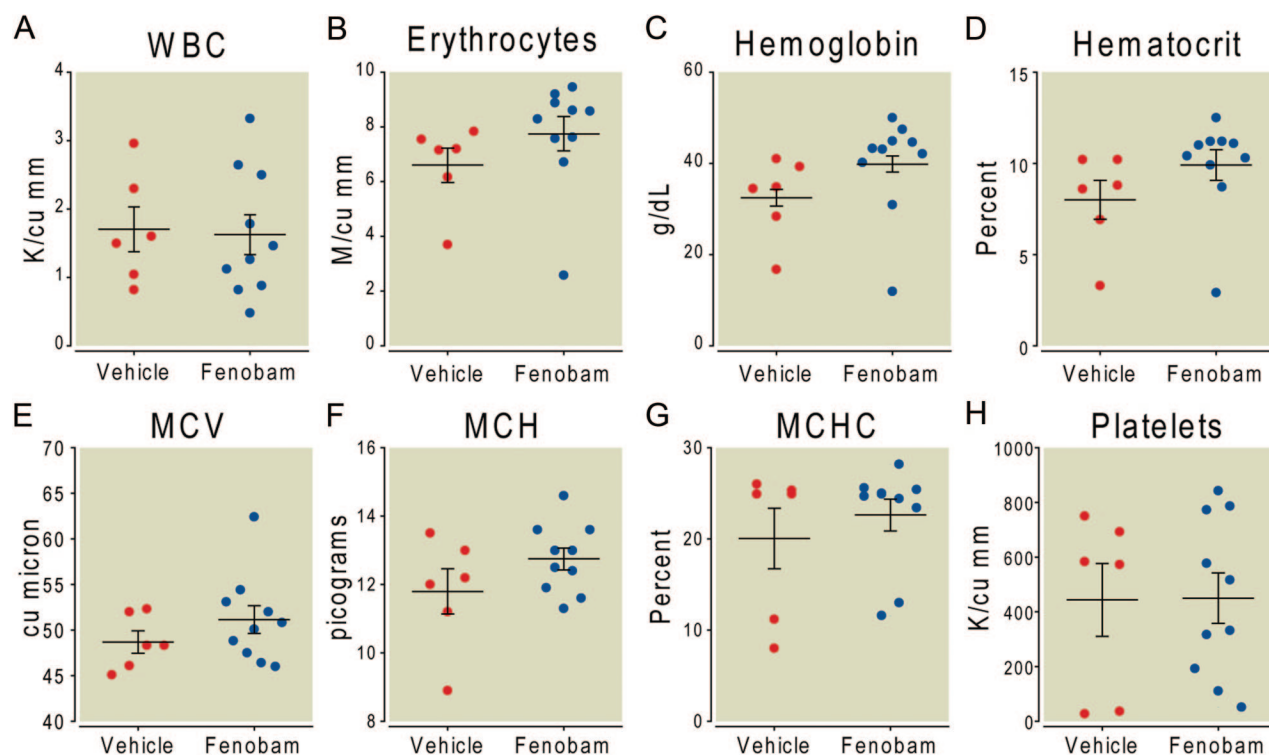 A
WBC
K/cu mm
4
3
2
1
0
Vehicle
Fenobam
B
Erythrocytes
M/cu mm
10
8
6
4
2
0
Vehicle
Fenobam
C
Hemoglobin
g/dL
60
40
20
0
Vehicle
Fenobam
D
Hematocrit
Percent
15
10
5
0
Vehicle
Fenobam
E
MCV
cu micron
70
65
60
55
50
45
40
Vehicle
Fenobam
F
MCH
picograms
16
14
12
10
8
Vehicle
Fenobam
G
MCHC
Percent
30
20
10
0
Vehicle
Fenobam
H
Platelets
K/cu mm
1000
800
600
400
200
0
Vehicle
Fenobam